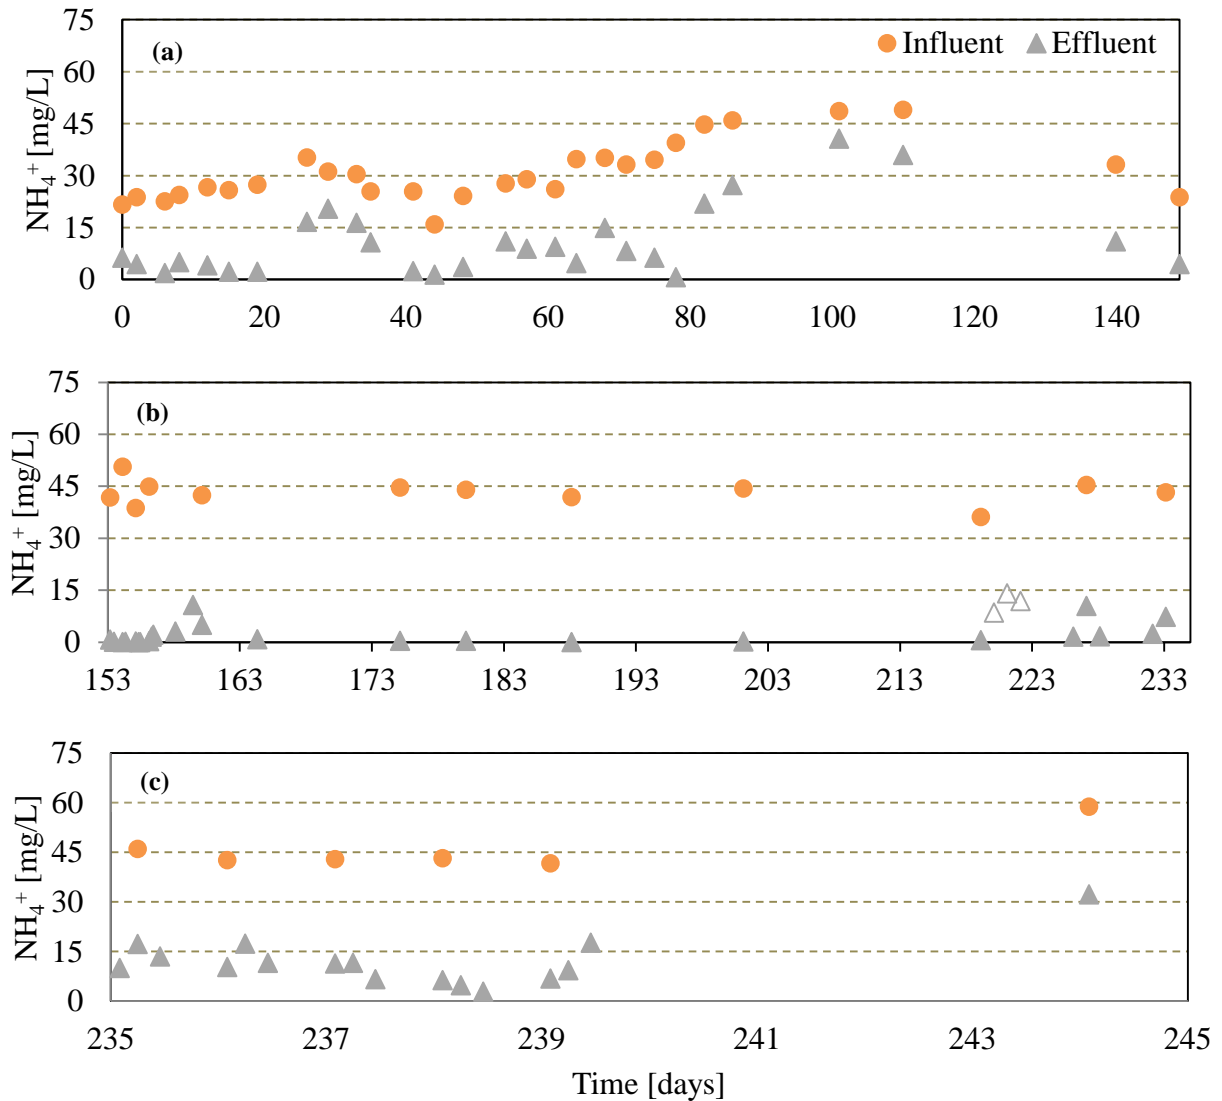 75
(a)
Influent
Effluent
60
45
30
15
0
NH₄⁺ [mg/L]
0 20 40 60 80 100 120 140
75
(b)
60
45
30
15
0
NH₄⁺ [mg/L]
153 163 173 183 193 203 213 223 233
75
(c)
60
45
30
15
0
NH₄⁺ [mg/L]
235 237 239 241 243 245
Time [days]